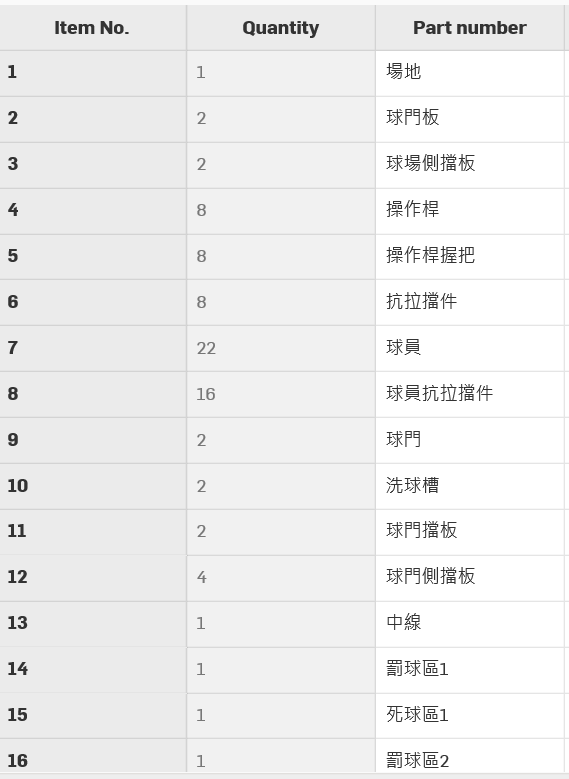 Item No. Quantity Part number
1 1 場地
2 2 球門板
3 2 球場側擋板
4 8 操作桿
5 8 操作桿握把
6 8 抗拉擋件
7 22 球員
8 16 球員抗拉擋件
9 2 球門
10 2 洗球槽
11 2 球門擋板
12 4 球門側擋板
13 1 中線
14 1 罰球區1
15 1 死球區1
16 1 罰球區2